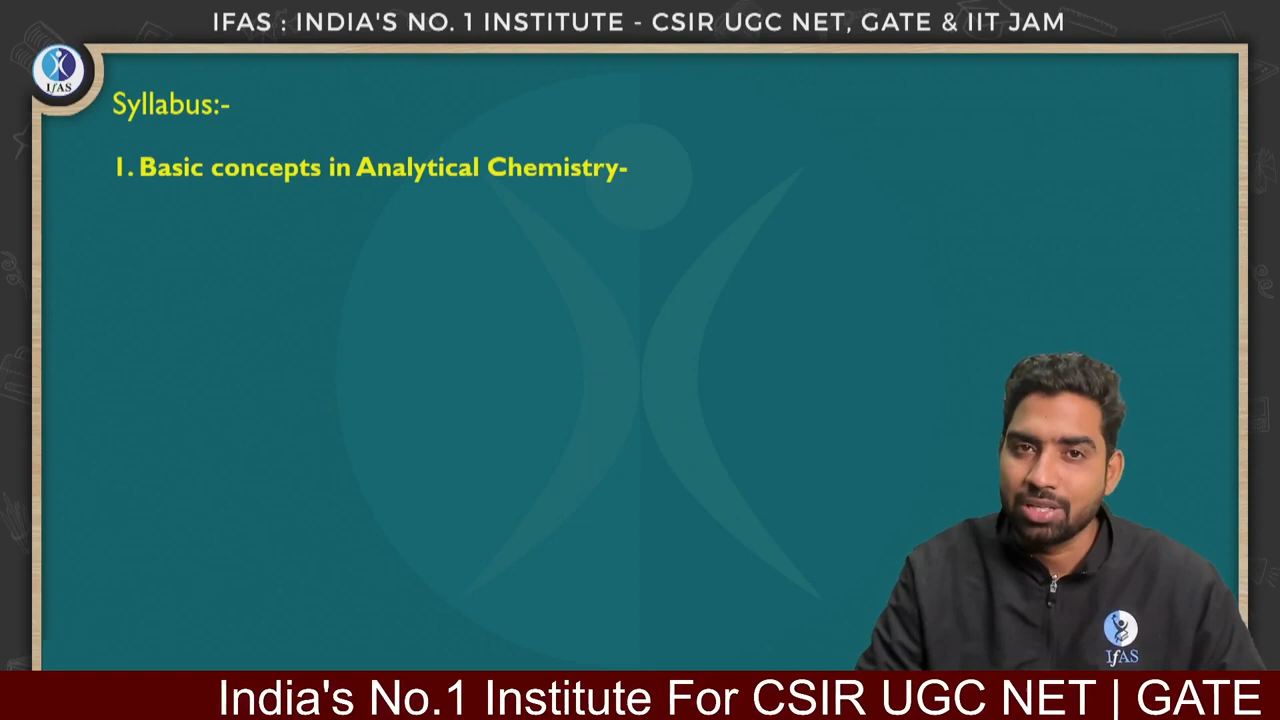 IFAS : INDIA'S NO. 1 INSTITUTE - CSIR UGC NET, GATE & IIT JAM
IfAS
Syllabus:-
1. Basic concepts in Analytical Chemistry-
IfAS
India's No.1 Institute For CSIR UGC NET | GATE